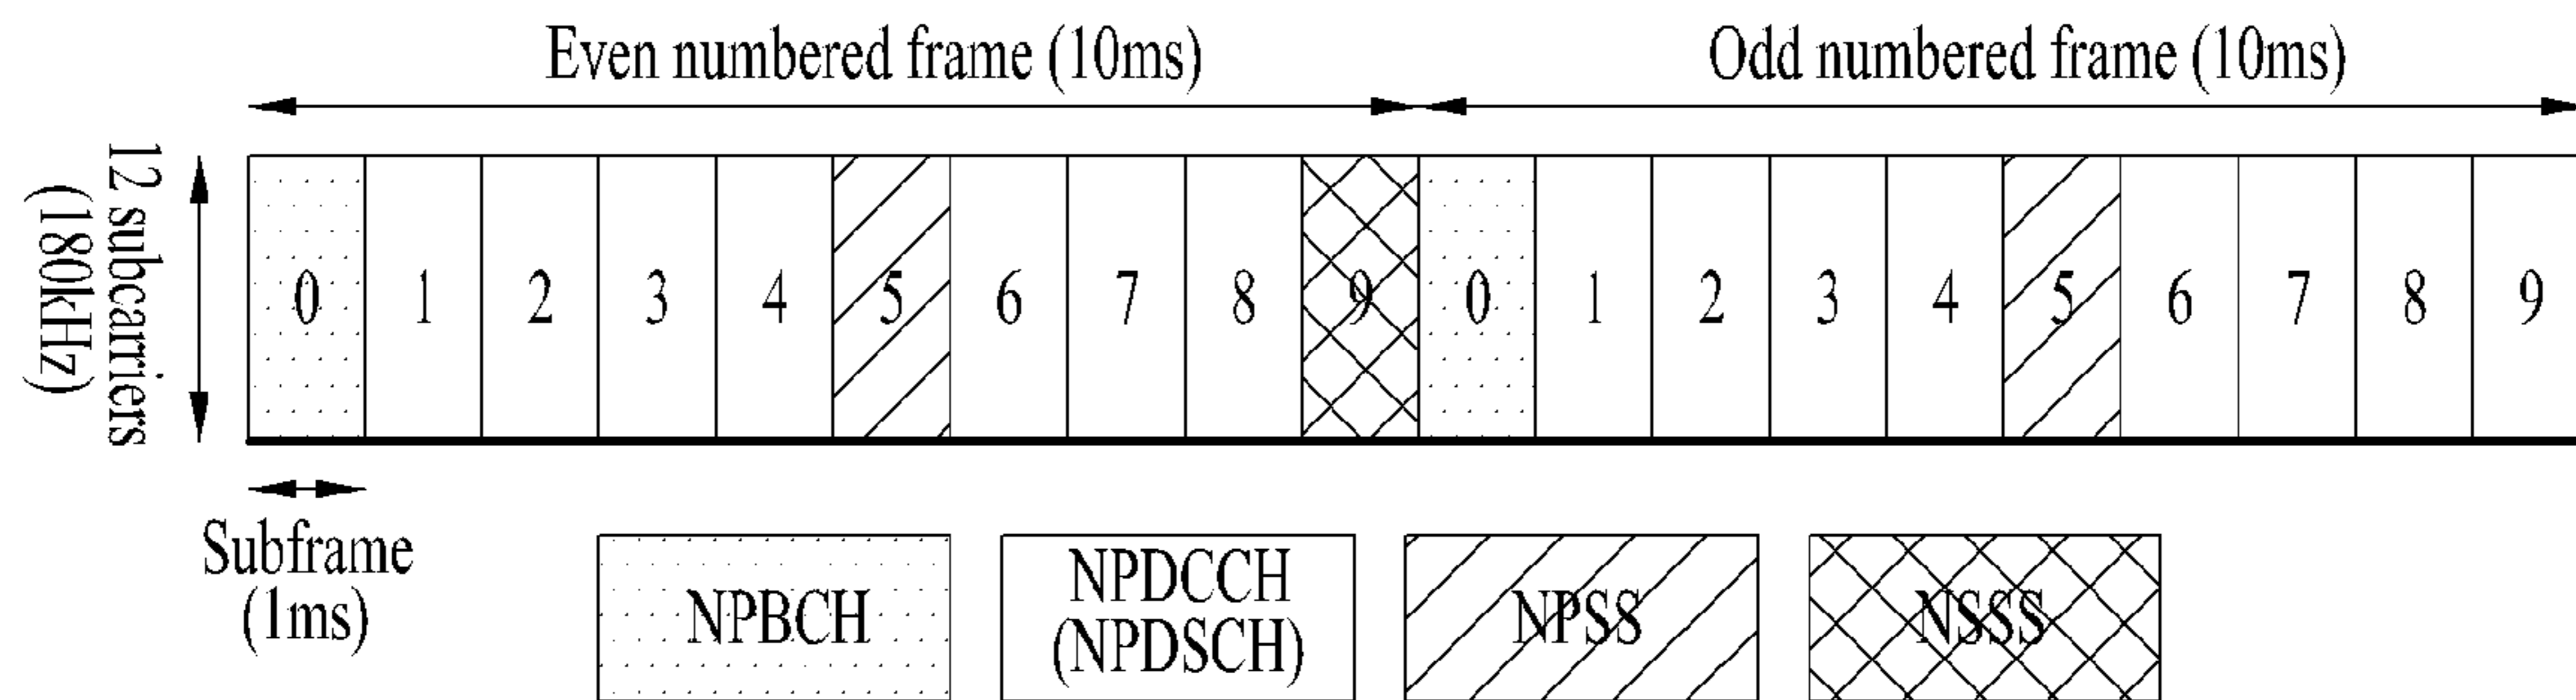 Even numbered frame (10ms)
Odd numbered frame (10ms)
12 subcarriers
(180kHz)
0 1 2 3 4 5 6 7 8 9 0 1 2 3 4 5 6 7 8 9
Subframe
(1ms)
NPBCH
NPDCCH
(NPDSCH)
NPSS
NSSS